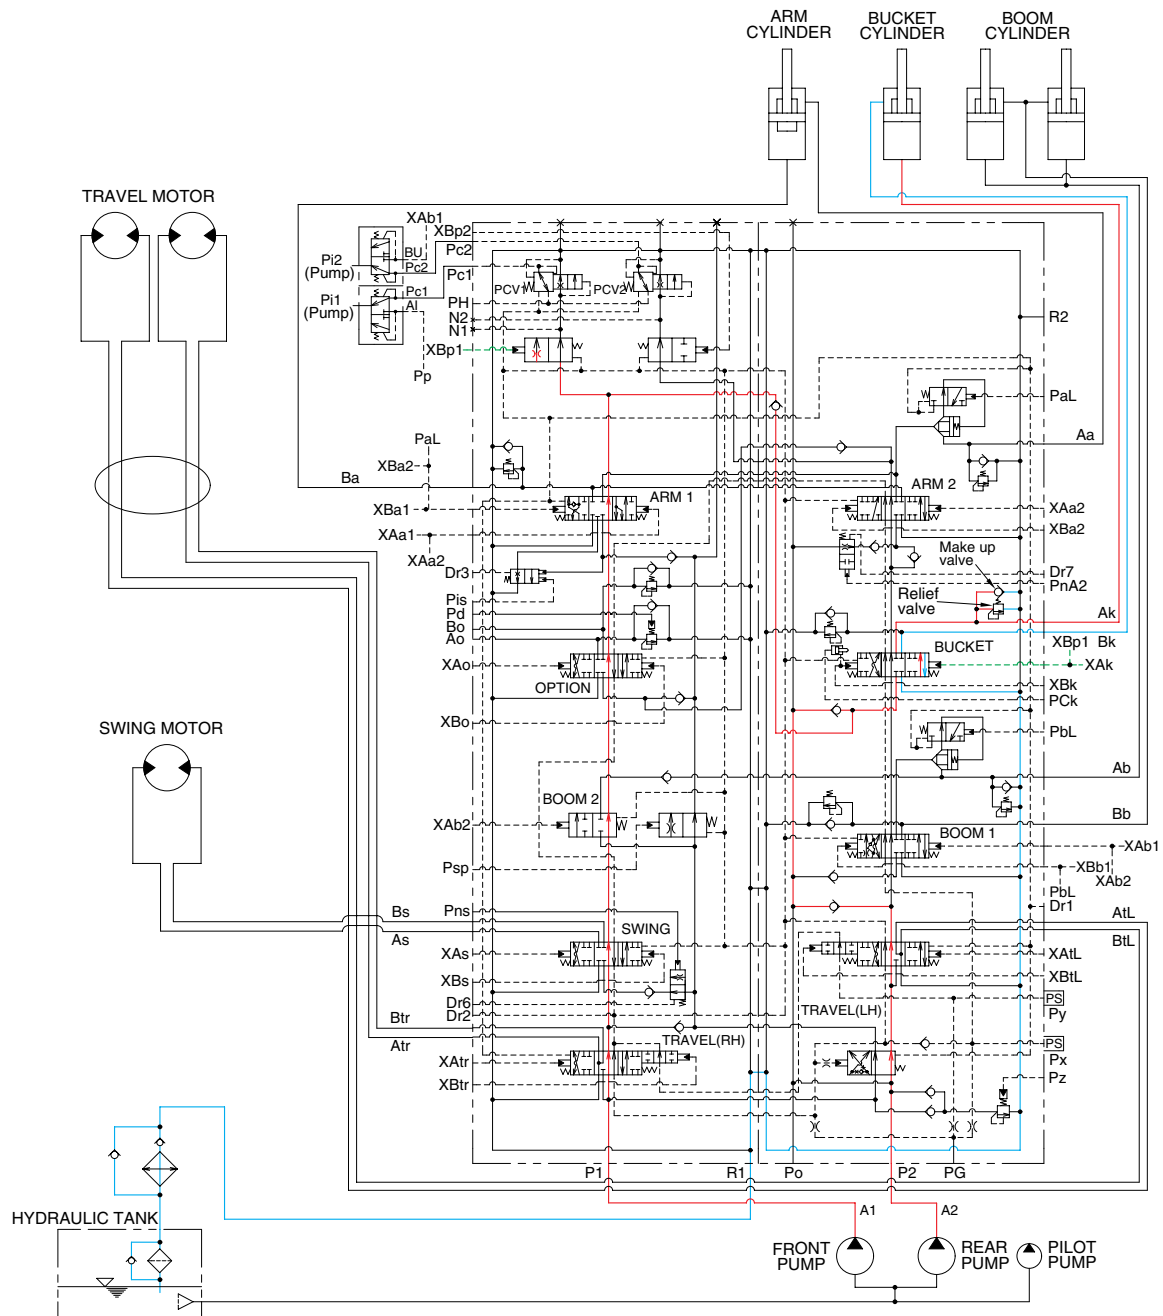 ARM
CYLINDER
BUCKET
CYLINDER
BOOM
CYLINDER
TRAVEL MOTOR
XAb1
XBp2
BU
Pi2
(Pump)
Pc2
Pc2
Pc1
Pc1
Pi1
(Pump)
AI
PCV1
PCV2
PH
N2
N1
R2
XBp1
Pp
PaL
PaL
Aa
XBa2
Ba
ARM 1
ARM 2
XBa1
XAa2
XAa1
XBa2
XAa2
Make up
valve
Dr3
Dr7
PnA2
Pis
Relief
valve
Pd
Bo
Ao
Ak
XBp1
Bk
BUCKET
XAo
XAk
OPTION
XBk
PCk
XBo
PbL
SWING MOTOR
Ab
BOOM 2
Bb
XAb2
BOOM 1
XAb1
Psp
XBb1
XAb2
PbL
Dr1
Bs
Pns
AtL
As
SWING
BtL
XAs
XAtL
XBs
XBtL
Dr6
Dr2
PS
Py
Btr
TRAVEL(LH)
TRAVEL(RH)
Atr
PS
Px
XAtr
XBtr
Pz
P1
R1
Po
P2
PG
A1
A2
HYDRAULIC TANK
FRONT
PUMP
REAR
PUMP
PILOT
PUMP